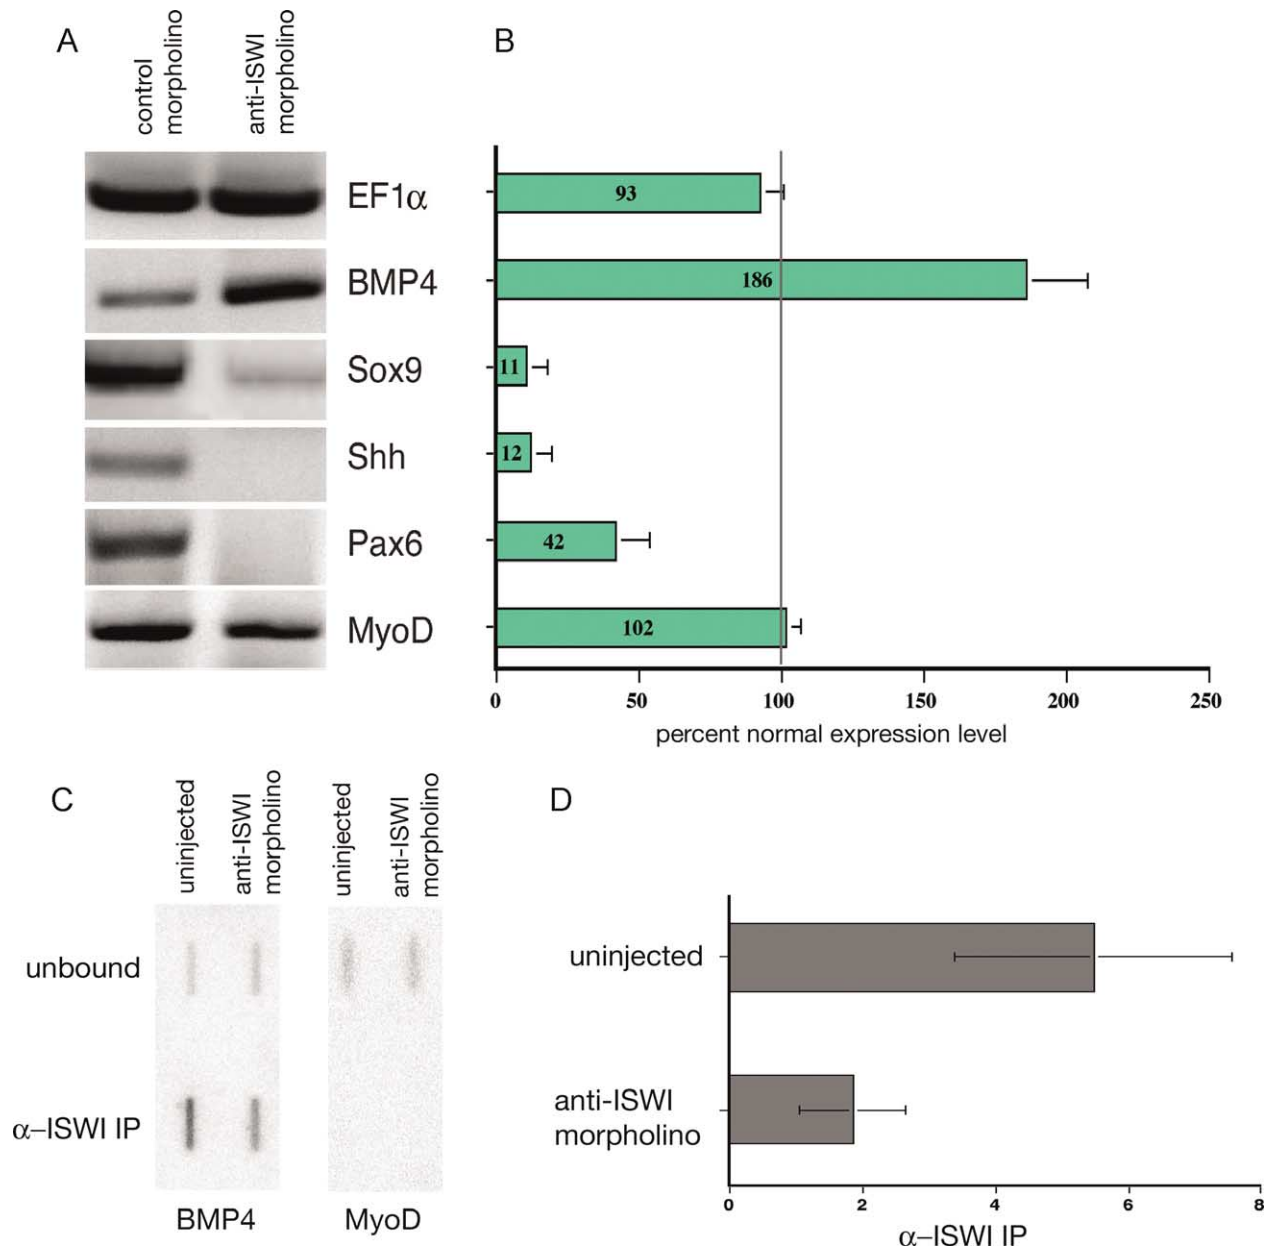 A
control
morpholino
anti-ISWI
morpholino
B
EF1α
BMP4
Sox9
Shh
Pax6
MyoD
93
186
11
12
42
102
0 50 100 150 200 250
percent normal expression level
C
uninjected
anti-ISWI
morpholino
uninjected
anti-ISWI
morpholino
unbound
α–ISWI IP
BMP4 MyoD
D
uninjected
anti-ISWI
morpholino
0 2 4 6 8
α–ISWI IP